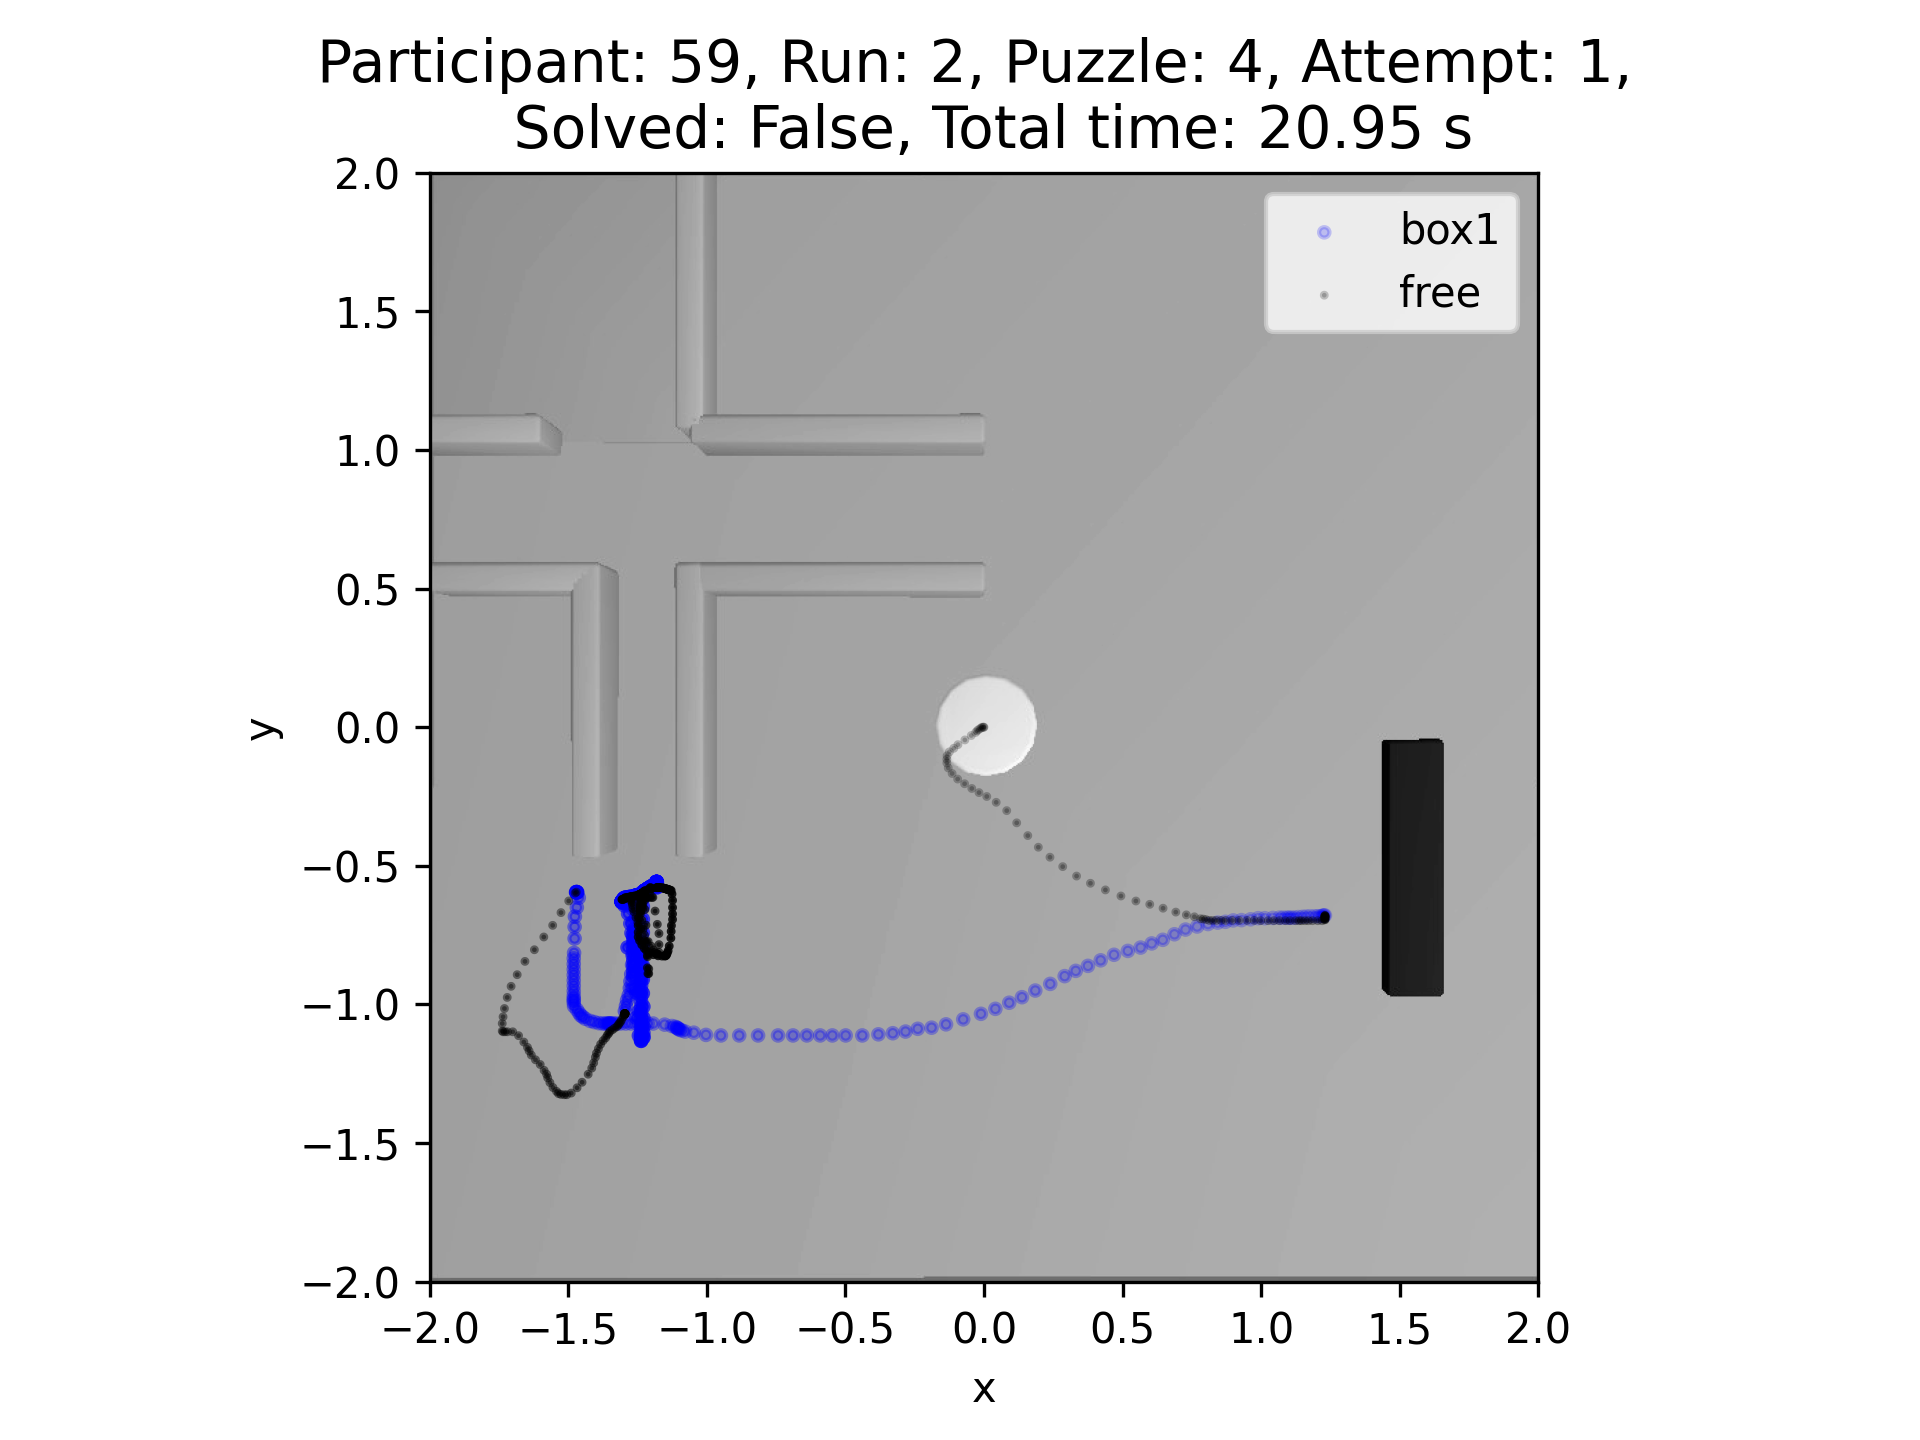 Participant: 59, Run: 2, Puzzle: 4, Attempt: 1,
Solved: False, Total time: 20.95 s
box1
free
2.0
1.5
1.0
0.5
0.0
−0.5
−1.0
−1.5
−2.0
y
−2.0 −1.5 −1.0 −0.5 0.0 0.5 1.0 1.5 2.0
x